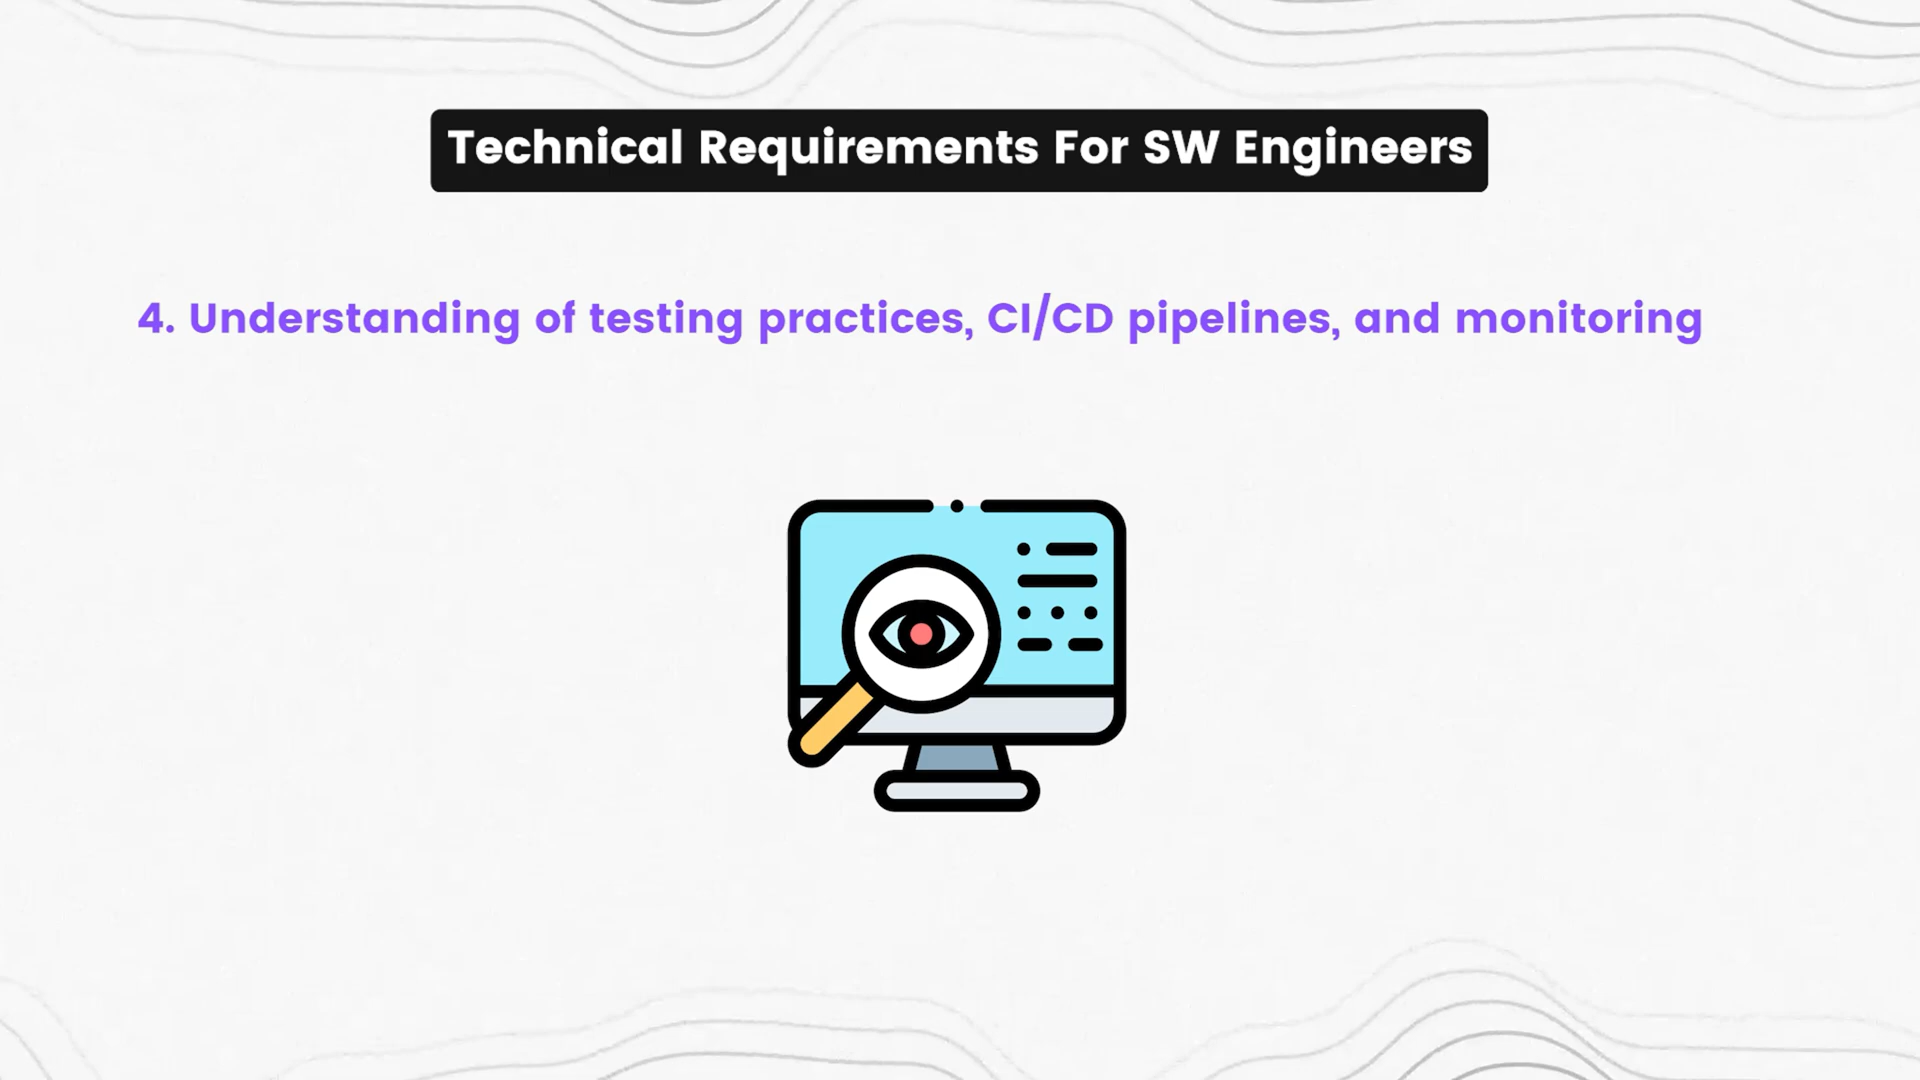 Technical Requirements For SW Engineers
4. Understanding of testing practices, CI/CD pipelines, and monitoring